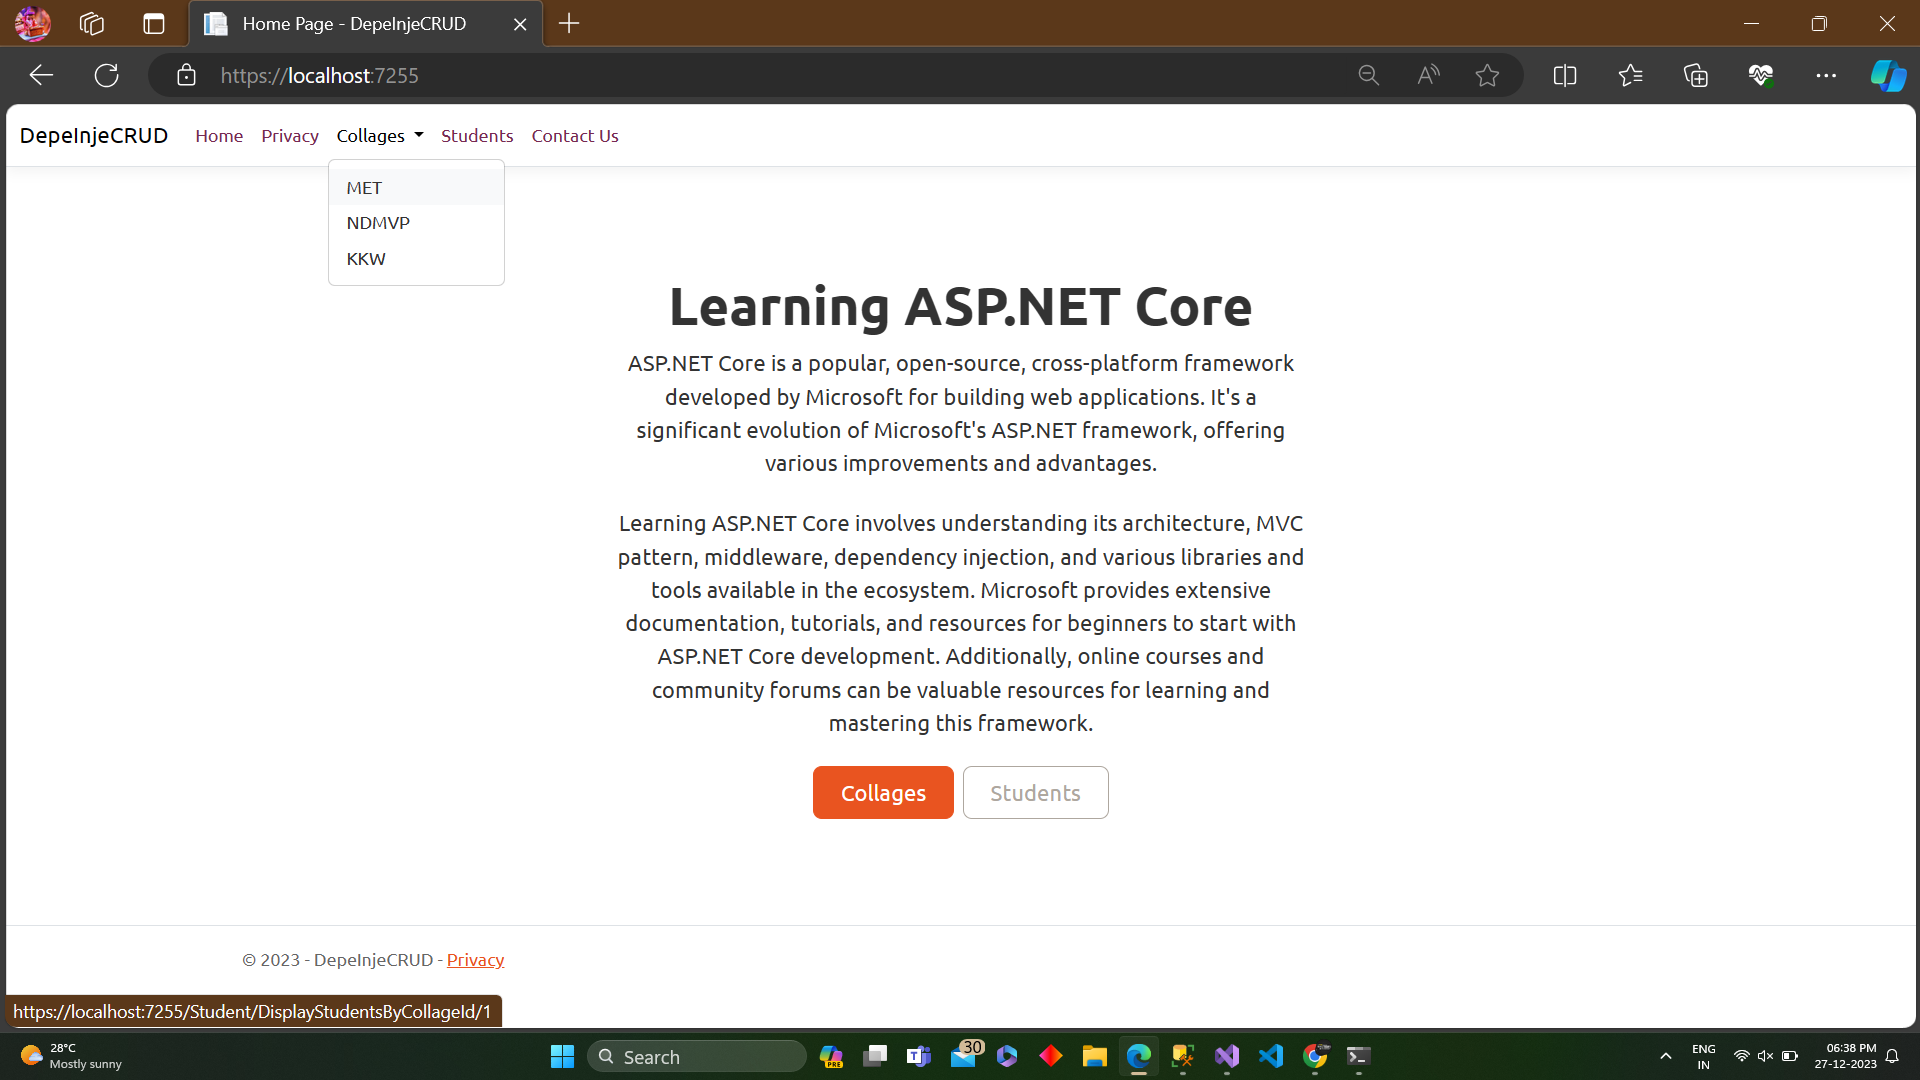 Home Page - DepeInjeCRUD
https://localhost:7255
DepeInjeCRUD Home Privacy Collages Students Contact Us
MET
NDMVP
KKW
Learning ASP.NET Core
ASP.NET Core is a popular, open-source, cross-platform framework
developed by Microsoft for building web applications. It's a
significant evolution of Microsoft's ASP.NET framework, offering
various improvements and advantages.
Learning ASP.NET Core involves understanding its architecture, MVC
pattern, middleware, dependency injection, and various libraries and
tools available in the ecosystem. Microsoft provides extensive
documentation, tutorials, and resources for beginners to start with
ASP.NET Core development. Additionally, online courses and
community forums can be valuable resources for learning and
mastering this framework.
Collages Students
© 2023 - DepeInjeCRUD - Privacy
https://localhost:7255/Student/DisplayStudentsByCollageId/1
28°C
Mostly sunny
Search
PRE
30
ENG
IN
06:38 PM
27-12-2023